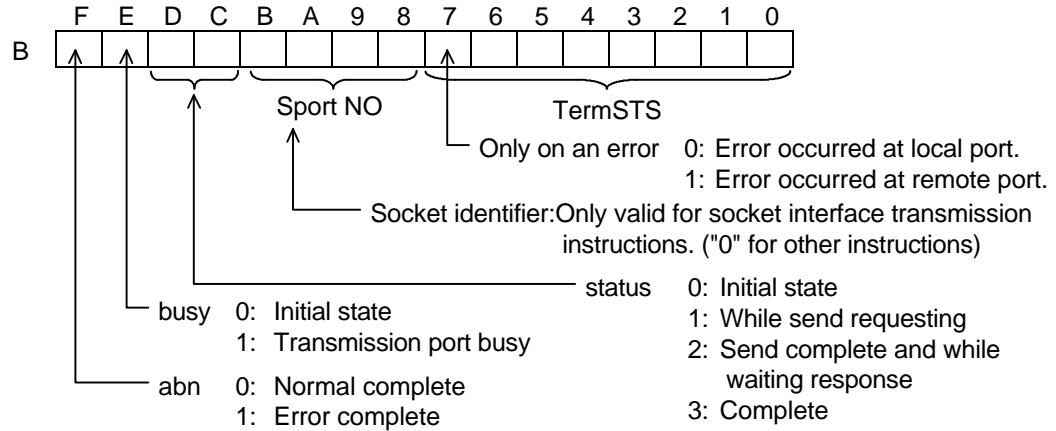 F E D C B A 9 8 7 6 5 4 3 2 1 0
B
Sport NO
TermSTS
Only on an error 0: Error occurred at local port.
1: Error occurred at remote port.
Socket identifier:Only valid for socket interface transmission
instructions. ("0" for other instructions)
status 0: Initial state
1: While send requesting
2: Send complete and while
waiting response
3: Complete
busy 0: Initial state
1: Transmission port busy
abn 0: Normal complete
1: Error complete